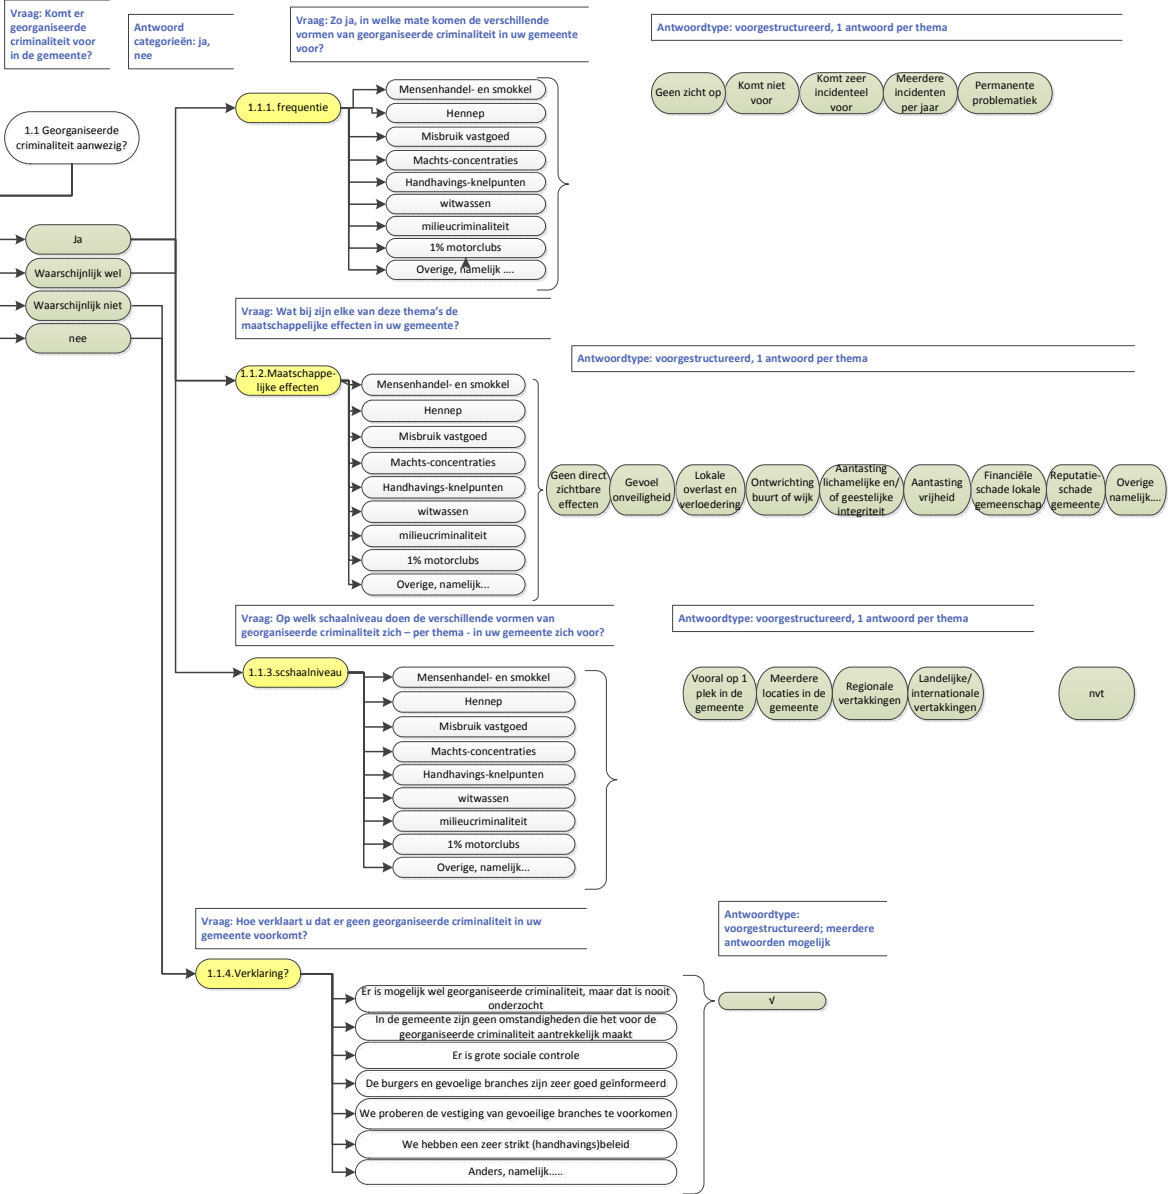 Vraag: Komt er
georganiseerde
criminaliteit voor
in de gemeente?
Antwoord
categorieën: ja,
nee
Vraag: Zo ja, in welke mate komen de verschillende
vormen van georganiseerde criminaliteit in uw gemeente
voor?
Antwoordtype: voorgestructureerd, 1 antwoord per thema
1.1 Georganiseerde
criminaliteit aanwezig?
Ja
Waarschijnlijk wel
Waarschijnlijk niet
nee
1.1.1. frequentie
Mensenhandel- en smokkel
Hennep
Misbruik vastgoed
Machts-concentraties
Handhavings-knelpunten
witwassen
milieucriminaliteit
1% motorclubs
Overige, namelijk ....
Geen zicht op
Komt niet
voor
Komt zeer
incidenteel
voor
Meerdere
incidenten
per jaar
Permanente
problematiek
Vraag: Wat bij zijn elke van deze thema's de
maatschappelijke effecten in uw gemeente?
Antwoordtype: voorgestructureerd, 1 antwoord per thema
1.1.2.Maatschappe-
lijke effecten
Mensenhandel- en smokkel
Hennep
Misbruik vastgoed
Machts-concentraties
Handhavings-knelpunten
witwassen
milieucriminaliteit
1% motorclubs
Overige, namelijk...
Geen direct
zichtbare
effecten
Gevoel
onveiligheid
Lokale
overlast en
verloedering
Ontwrichting
buurt of wijk
Aantasting
lichamelijke en/
of geestelijke
integriteit
Aantasting
vrijheid
Financiële
schade lokale
gemeenschap
Reputatie-
schade
gemeente
Overige
namelijk....
Vraag: Op welk schaalniveau doen de verschillende vormen van
georganiseerde criminaliteit zich – per thema - in uw gemeente zich voor?
Antwoordtype: voorgestructureerd, 1 antwoord per thema
1.1.3.scshaalniveau
Mensenhandel- en smokkel
Hennep
Misbruik vastgoed
Machts-concentraties
Handhavings-knelpunten
witwassen
milieucriminaliteit
1% motorclubs
Overige, namelijk...
Vooral op 1
plek in de
gemeente
Meerdere
locaties in de
gemeente
Regionale
vertakkingen
Landelijke/
internationale
vertakkingen
nvt
Vraag: Hoe verklaart u dat er geen georganiseerde criminaliteit in uw
gemeente voorkomt?
Antwoordtype:
voorgestructureerd; meerdere
antwoorden mogelijk
1.1.4.Verklaring?
Er is mogelijk wel georganiseerde criminaliteit, maar dat is nooit
onderzocht
In de gemeente zijn geen omstandigheden die het voor de
georganiseerde criminaliteit aantrekkelijk maakt
Er is grote sociale controle
De burgers en gevoelige branches zijn zeer goed geïnformeerd
We proberen de vestiging van gevoeilige branches te voorkomen
We hebben een zeer strikt (handhavings)beleid
Anders, namelijk.....
√